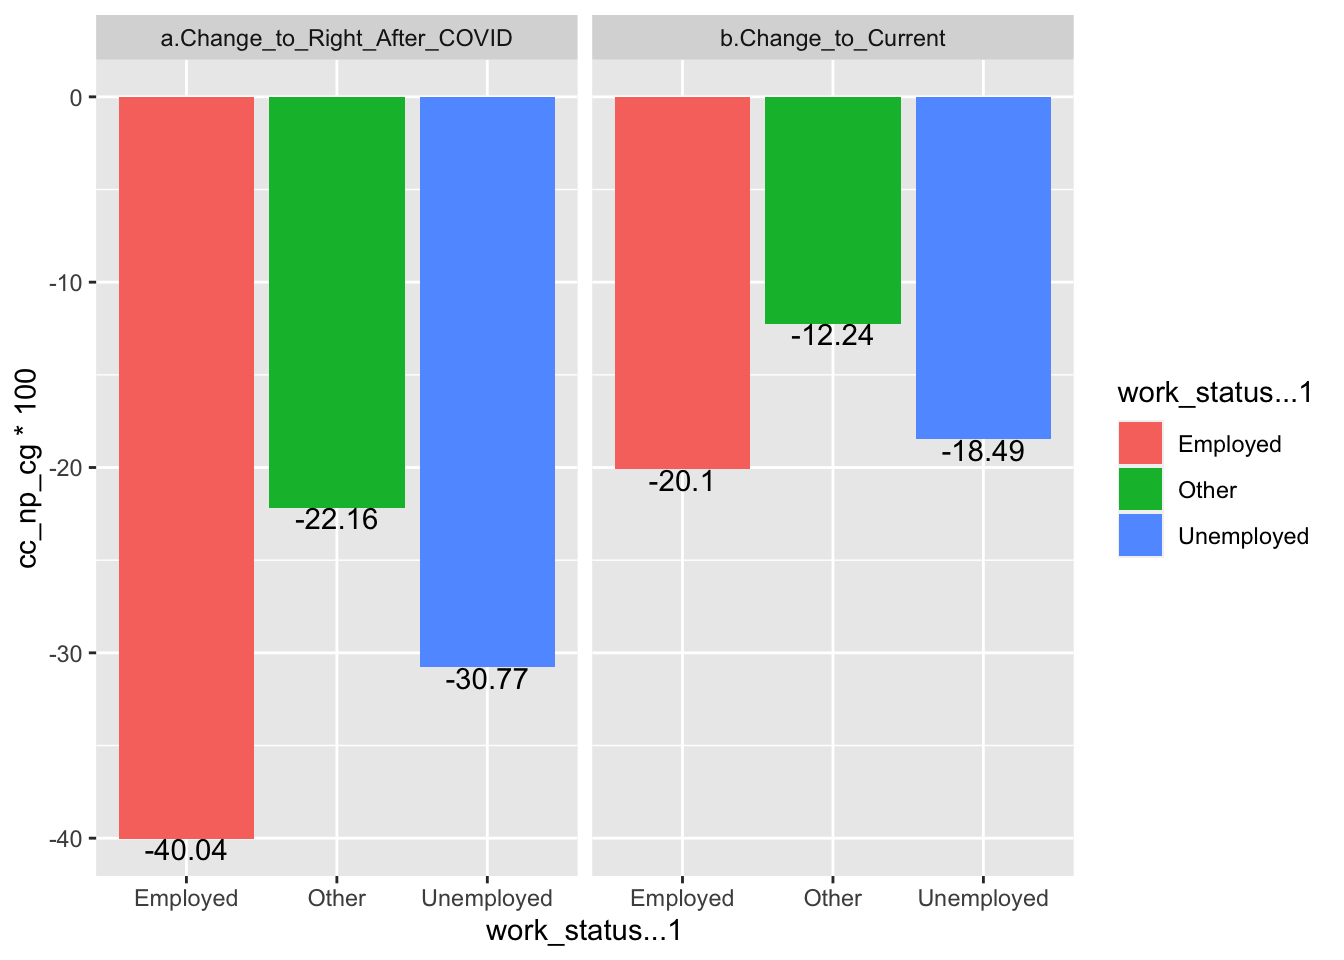 a.Change_to_Right_After_COVID
b.Change_to_Current
cc_np_cg * 100
0
-10
-20
-30
-40
-40.04
-22.16
-30.77
-20.1
-12.24
-18.49
Employed
Other
Unemployed
Employed
Other
Unemployed
work_status...1
work_status...1
Employed
Other
Unemployed